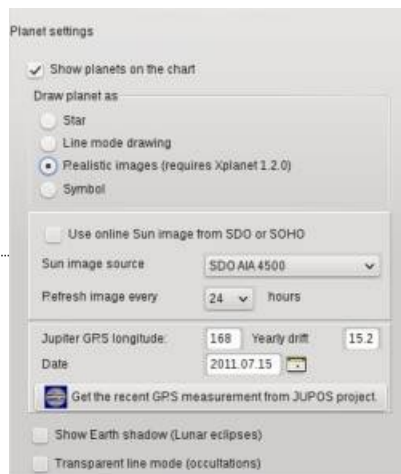 Planet settings
Show planets on the chart
Draw planet as
Star
Line mode drawing
Realistic images (requires Xplanet 1.2.0)
Symbol
Use online Sun image from SDO or SOHO
Sun image source SDO AIA 4500
Refresh image every 24 hours
Jupiter GRS longitude: 168 Yearly drift 15.2
Date 2011.07.15
Get the recent GRS measurement from JUPOS project.
Show Earth shadow (Lunar eclipses)
Transparent line mode (occultations)